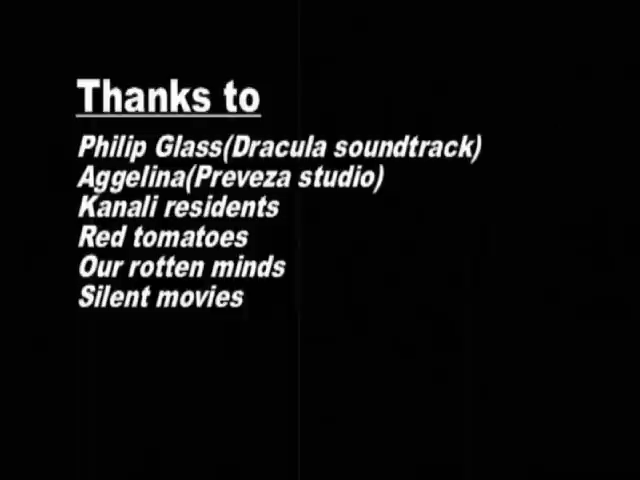 Thanks to
Philip Glass(Dracula soundtrack)
Aggelina(Preveza studio)
Kanali residents
Red tomatoes
Our rotten minds
Silent movies